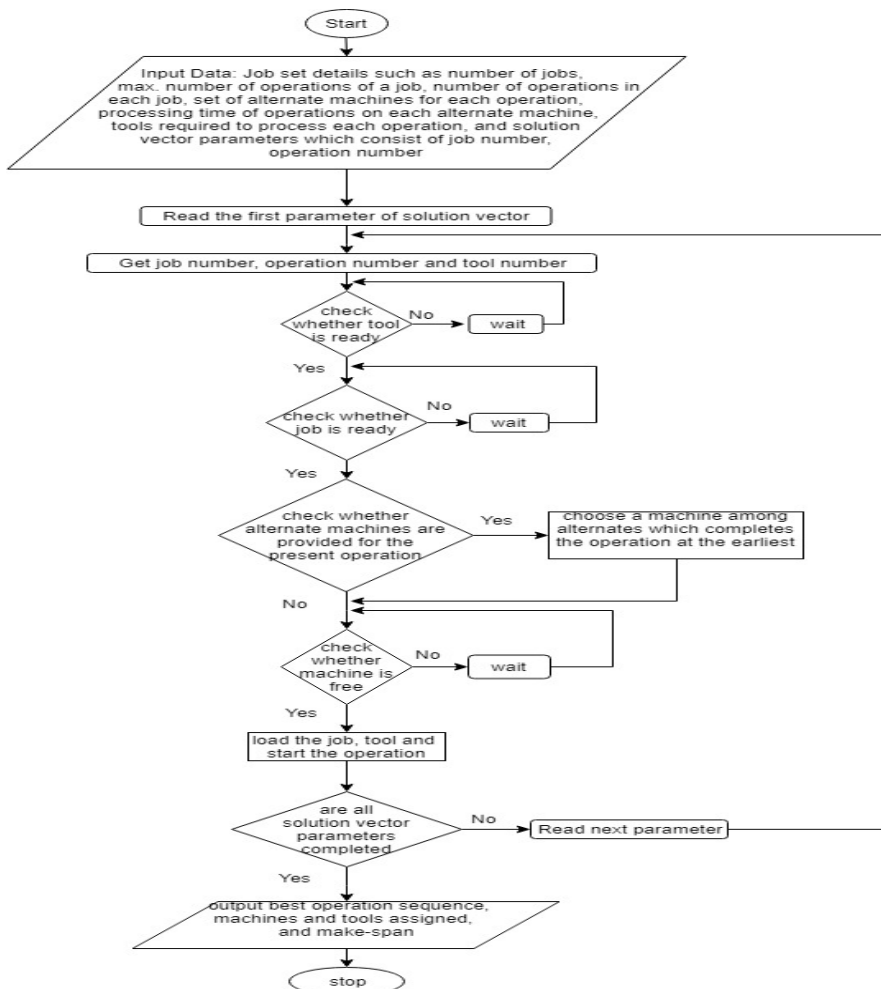 Start
Input Data: Job set details such as number of jobs,
max. number of operations of a job, number of operations in
each job, set of alternate machines for each operation,
processing time of operations on each alternate machine,
tools required to process each operation, and solution
vector parameters which consist of job number,
operation number
Read the first parameter of solution vector
Get job number, operation number and tool number
check
whether tool
is ready
No
wait
Yes
check whether
job is ready
No
wait
Yes
check whether
alternate machines are
provided for the
present operation
Yes
choose a machine among
alternates which completes
the operation at the earliest
No
check
whether
machine is
free
No
wait
Yes
load the job, tool and
start the operation
are all
solution vector
parameters
completed
No
Read next parameter
Yes
output best operation sequence,
machines and tools assigned,
and make-span
stop